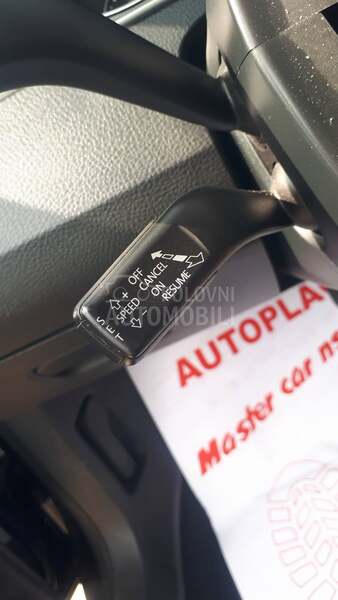 OFF
CANCEL
ON
RESUME
+
SPEED
SET
POLOVNI
AUTOMOBILI
AUTOPLA
Master car